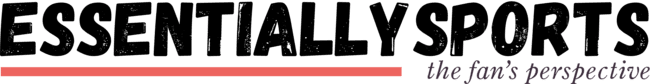 ESSENTIALLYSPORTS
the fan's perspective